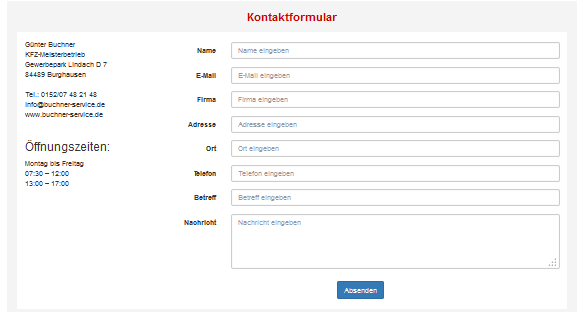 Kontaktformular
Günter Buchner
KFZ-Meisterbetrieb
Gewerbepark Lindach D 7
84489 Burghausen
Tel.: 0152/07 48 21 48
info@buchner-service.de
www.buchner-service.de
Öffnungszeiten:
Montag bis Freitag
07:30 – 12:00
13:00 – 17:00
Name Name eingeben
E-Mail E-Mail eingeben
Firma Firma eingeben
Adresse Adresse eingeben
Ort Ort eingeben
Telefon Telefon eingeben
Betreff Betreff eingeben
Nachricht Nachricht eingeben
Absenden